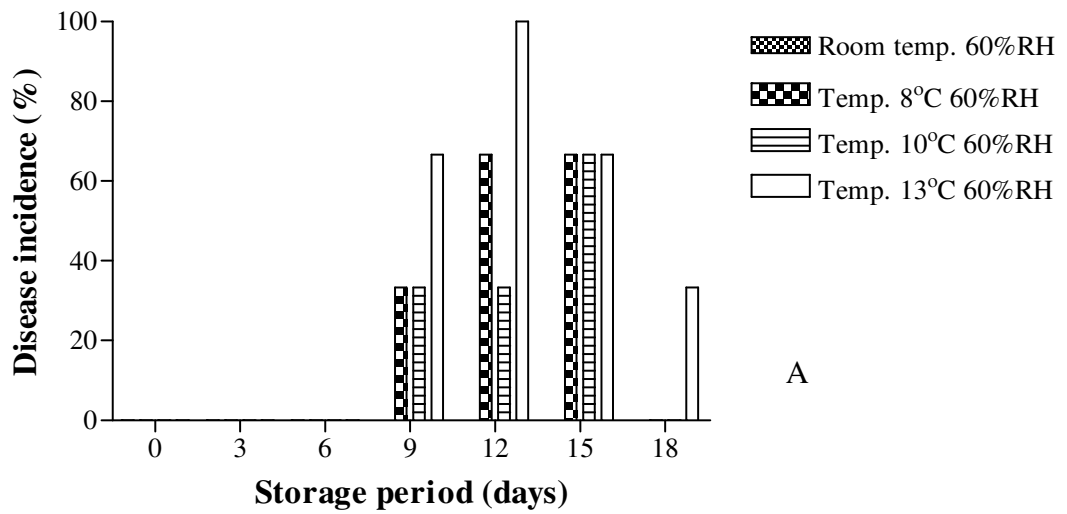 100
80
60
40
20
0
Disease incidence (%)
0 3 6 9 12 15 18
Storage period (days)
Room temp. 60%RH
Temp. 8°C 60%RH
Temp. 10°C 60%RH
Temp. 13°C 60%RH
A